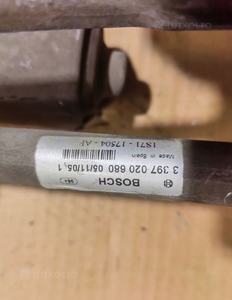 BOSCH
3 397 020 680 05/11/05,1
Made in Spain
1S71 - 17504 - AF